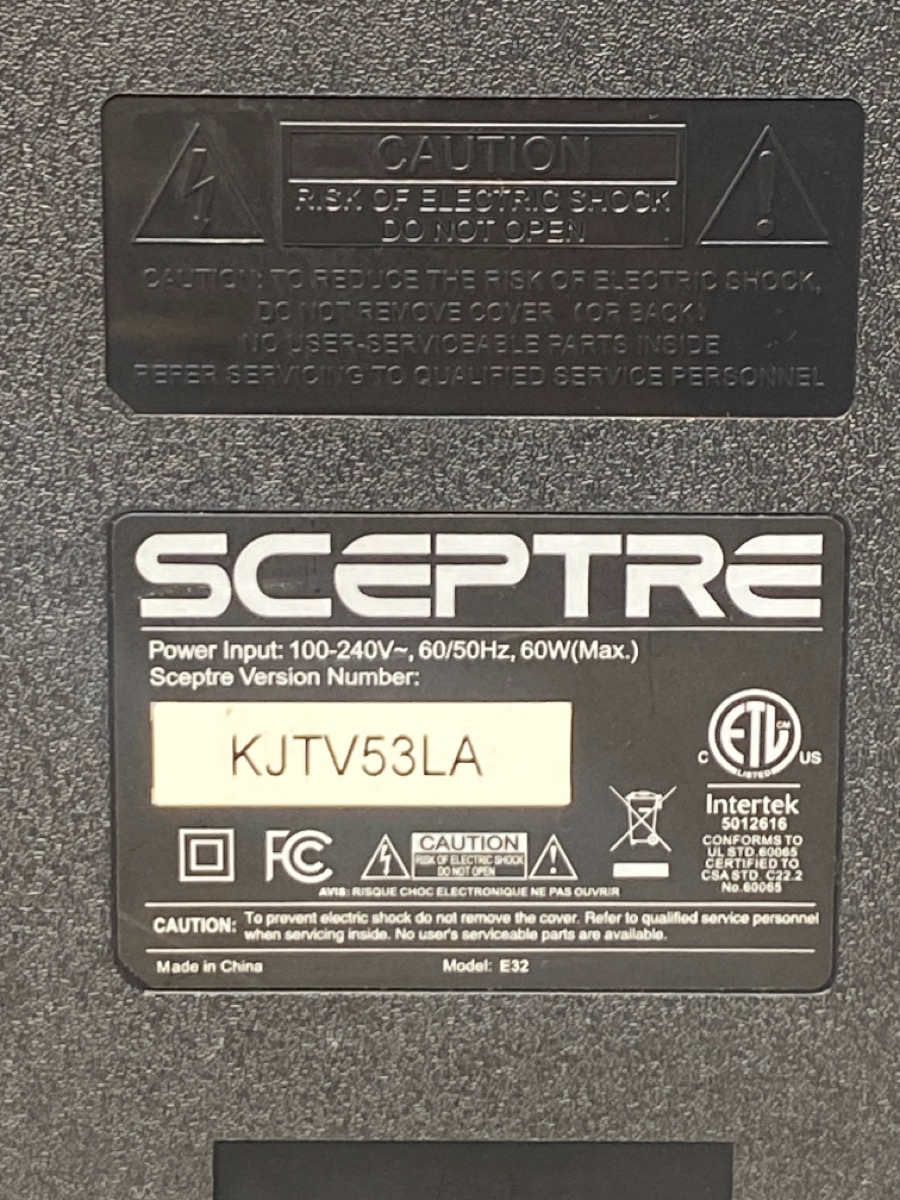 CAUTION
RISK OF ELECTRIC SHOCK
DO NOT OPEN
CAUTION: TO REDUCE THE RISK OF ELECTRIC SHOCK,
DO NOT REMOVE COVER (OR BACK)
NO USER-SERVICEABLE PARTS INSIDE
REFER SERVICING TO QUALIFIED SERVICE PERSONNEL
SCEPTRE
Power Input: 100-240V~, 60/50Hz, 60W(Max.)
Sceptre Version Number:
KJTV53LA
ETL CM
C US
LISTED
Intertek
5012616
CONFORMS TO
UL STD.60065
CERTIFIED TO
CSA STD. C22.2
No.60065
FC
CAUTION
RISK OF ELECTRIC SHOCK
DO NOT OPEN
AVIS: RISQUE CHOC ELECTRONIQUE NE PAS OUVRIR
CAUTION: To prevent electric shock do not remove the cover. Refer to qualified service personnel
when servicing inside. No user's serviceable parts are available.
Made in China Model: E32